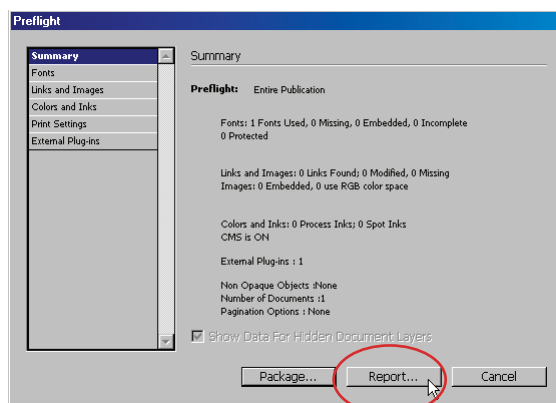 Preflight
Summary
Fonts
Links and Images
Colors and Inks
Print Settings
External Plug-ins
Summary
Preflight: Entire Publication
Fonts: 1 Fonts Used, 0 Missing, 0 Embedded, 0 Incomplete
0 Protected
Links and Images: 0 Links Found; 0 Modified, 0 Missing
Images: 0 Embedded, 0 use RGB color space
Colors and Inks: 0 Process Inks; 0 Spot Inks
CMS is ON
External Plug-ins : 1
Non Opaque Objects :None
Number of Documents :1
Pagination Options : None
Show Data For Hidden Document Layers
Package... Report... Cancel